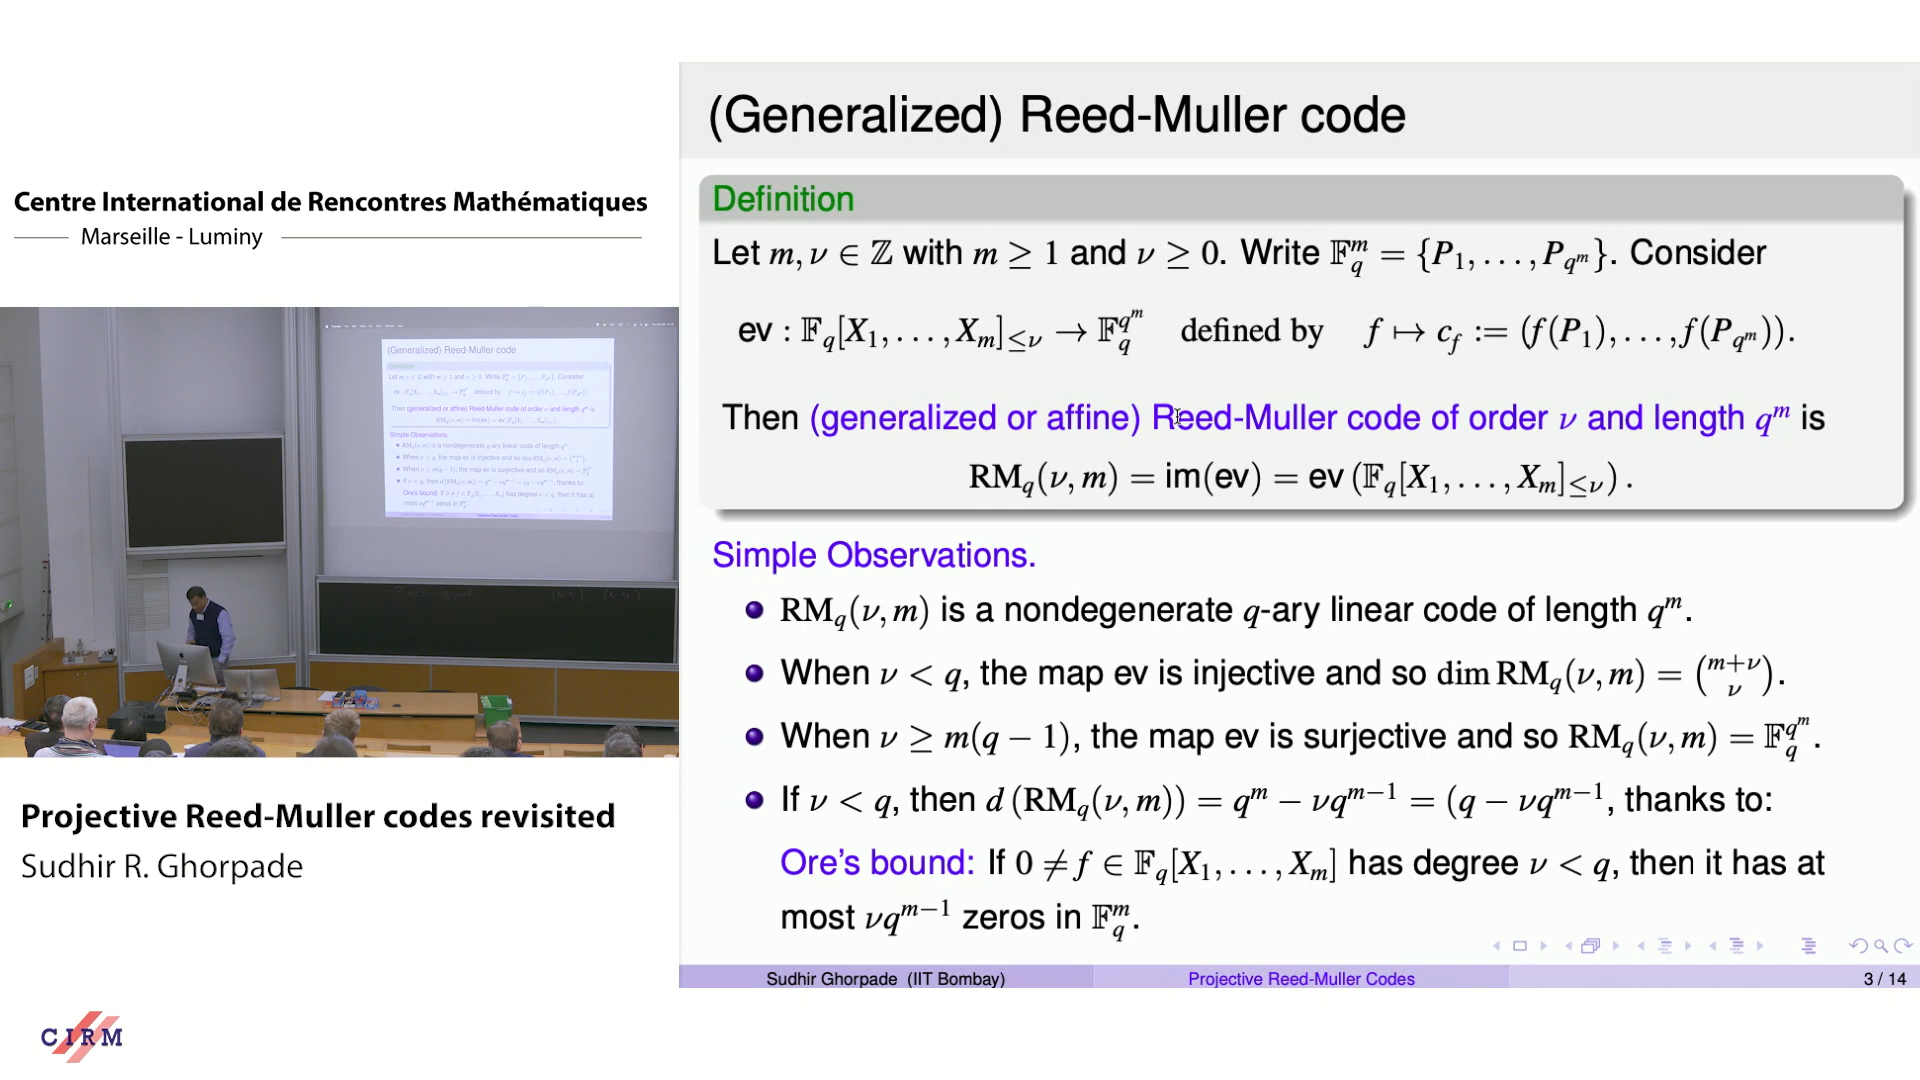 Centre International de Rencontres Mathématiques
Marseille - Luminy
(Generalized) Reed-Muller code
Definition
Let m, ν ∈ ℤ with m ≥ 1 and ν ≥ 0. Write 𝔽_q^m = {P_1, . . . , P_{q^m}}. Consider
ev : 𝔽_q[X_1, . . . , X_m]_{≤ν} → 𝔽_q^{q^m} defined by f ↦ c_f := (f(P_1), . . . , f(P_{q^m})).
Then (generalized or affine) Reed-Muller code of order ν and length q^m is
RM_q(ν, m) = im(ev) = ev (𝔽_q[X_1, . . . , X_m]_{≤ν}) .
Simple Observations.
RM_q(ν, m) is a nondegenerate q-ary linear code of length q^m.
When ν < q, the map ev is injective and so dim RM_q(ν, m) = \binom{m+ν}{ν}.
When ν ≥ m(q − 1), the map ev is surjective and so RM_q(ν, m) = 𝔽_q^{q^m}.
If ν < q, then d (RM_q(ν, m)) = q^m − νq^{m−1} = (q − νq^{m−1}, thanks to:
Ore's bound: If 0 ≠ f ∈ 𝔽_q[X_1, . . . , X_m] has degree ν < q, then it has at
most νq^{m−1} zeros in 𝔽_q^m.
Sudhir Ghorpade (IIT Bombay) Projective Reed-Muller Codes 3 / 14
(Generalized) Reed-Muller code
Projective Reed-Muller codes revisited
Sudhir R. Ghorpade
CIRM